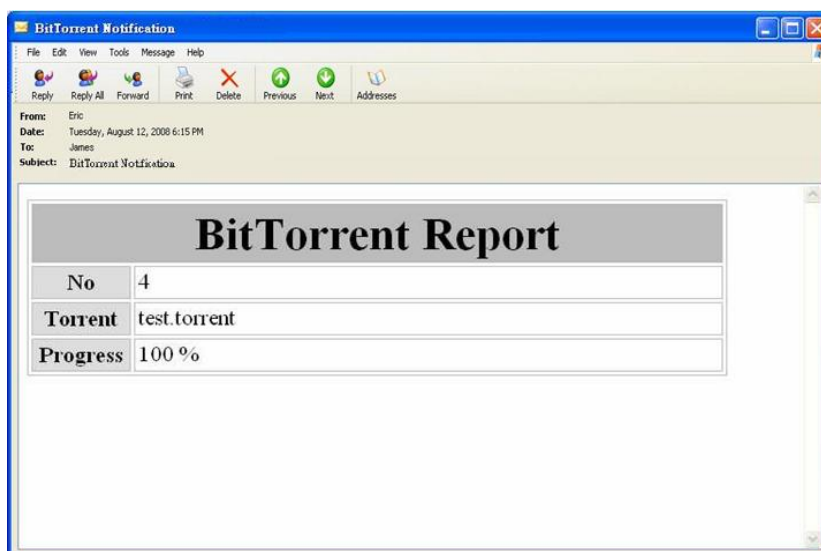 BitTorrent Notification
File Edit View Tools Message Help
Reply Reply All Forward Print Delete Previous Next Addresses
From: Eric
Date: Tuesday, August 12, 2008 6:15 PM
To: James
Subject: BitTorrent Notification
BitTorrent Report
No 4
Torrent test.torrent
Progress 100 %